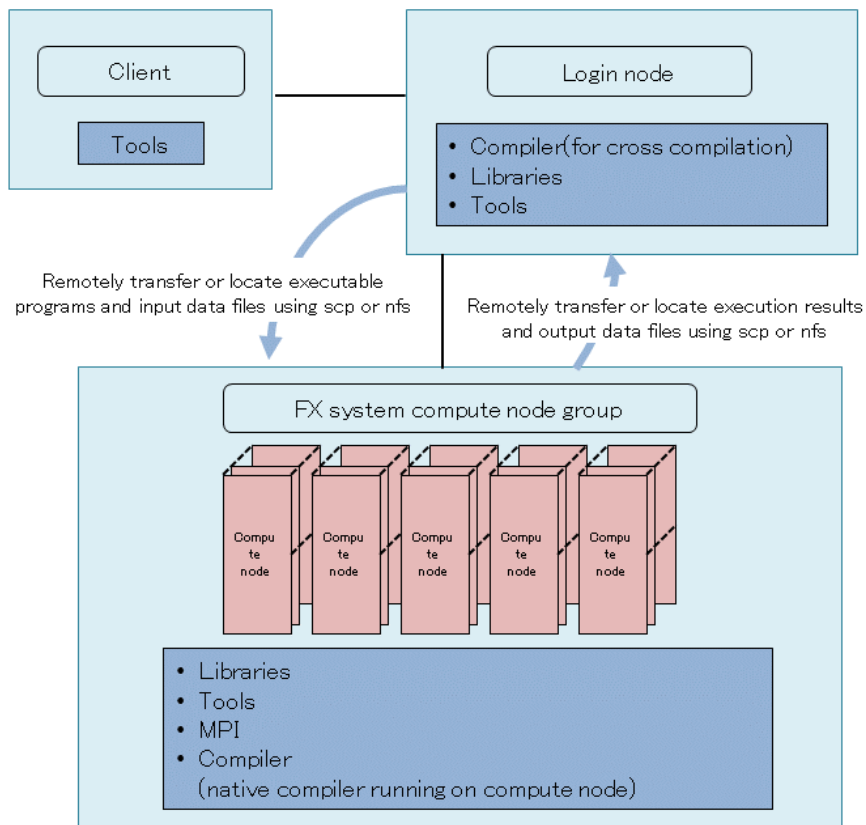 Client
Tools
Login node
• Compiler(for cross compilation)
• Libraries
• Tools
Remotely transfer or locate executable
programs and input data files using scp or nfs
Remotely transfer or locate execution results
and output data files using scp or nfs
FX system compute node group
Compu
te
node
Compu
te
node
Compu
te
node
Compu
te
node
Compu
te
node
• Libraries
• Tools
• MPI
• Compiler
(native compiler running on compute node)